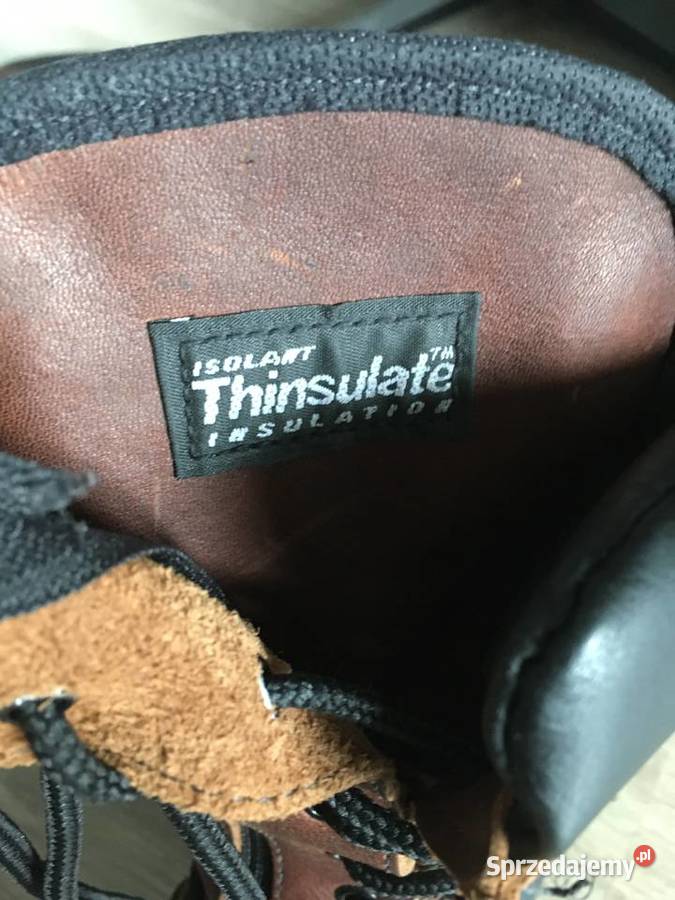 ISOLANT
Thinsulate™
INSULATION
Sprzedajemy.pl